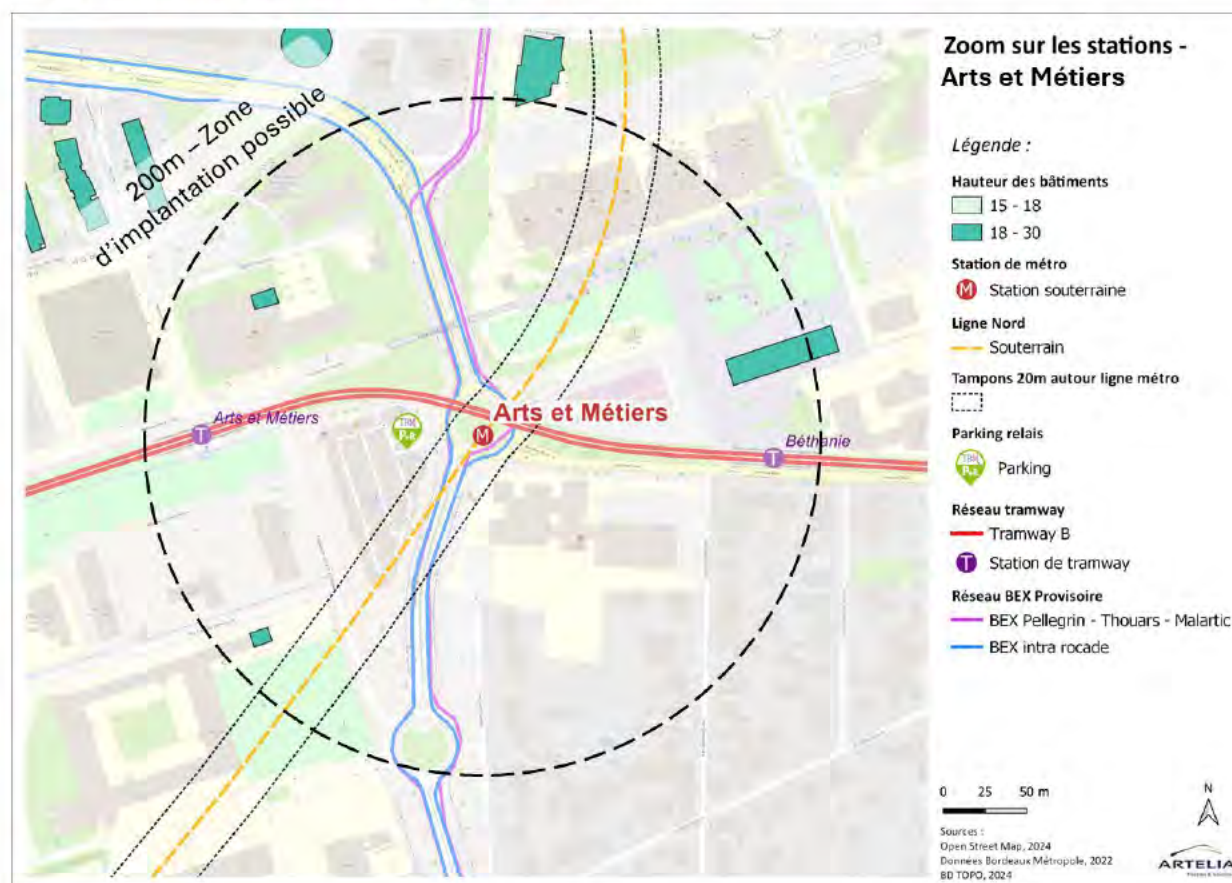 200m – Zone
d'implantation possible
Arts et Métiers
TBM
P+R
Arts et Métiers
M
T
Béthanie
T
Zoom sur les stations -
Arts et Métiers
Légende :
Hauteur des bâtiments
15 - 18
18 - 30
Station de métro
M Station souterraine
Ligne Nord
Souterrain
Tampons 20m autour ligne métro
Parking relais
TBM P+R Parking
Réseau tramway
Tramway B
T Station de tramway
Réseau BEX Provisoire
BEX Pellegrin - Thouars - Malartic
BEX intra rocade
0 25 50 m
N
Sources :
Open Street Map, 2024
Données Bordeaux Métropole, 2022
BD TOPO, 2024
ARTELIA